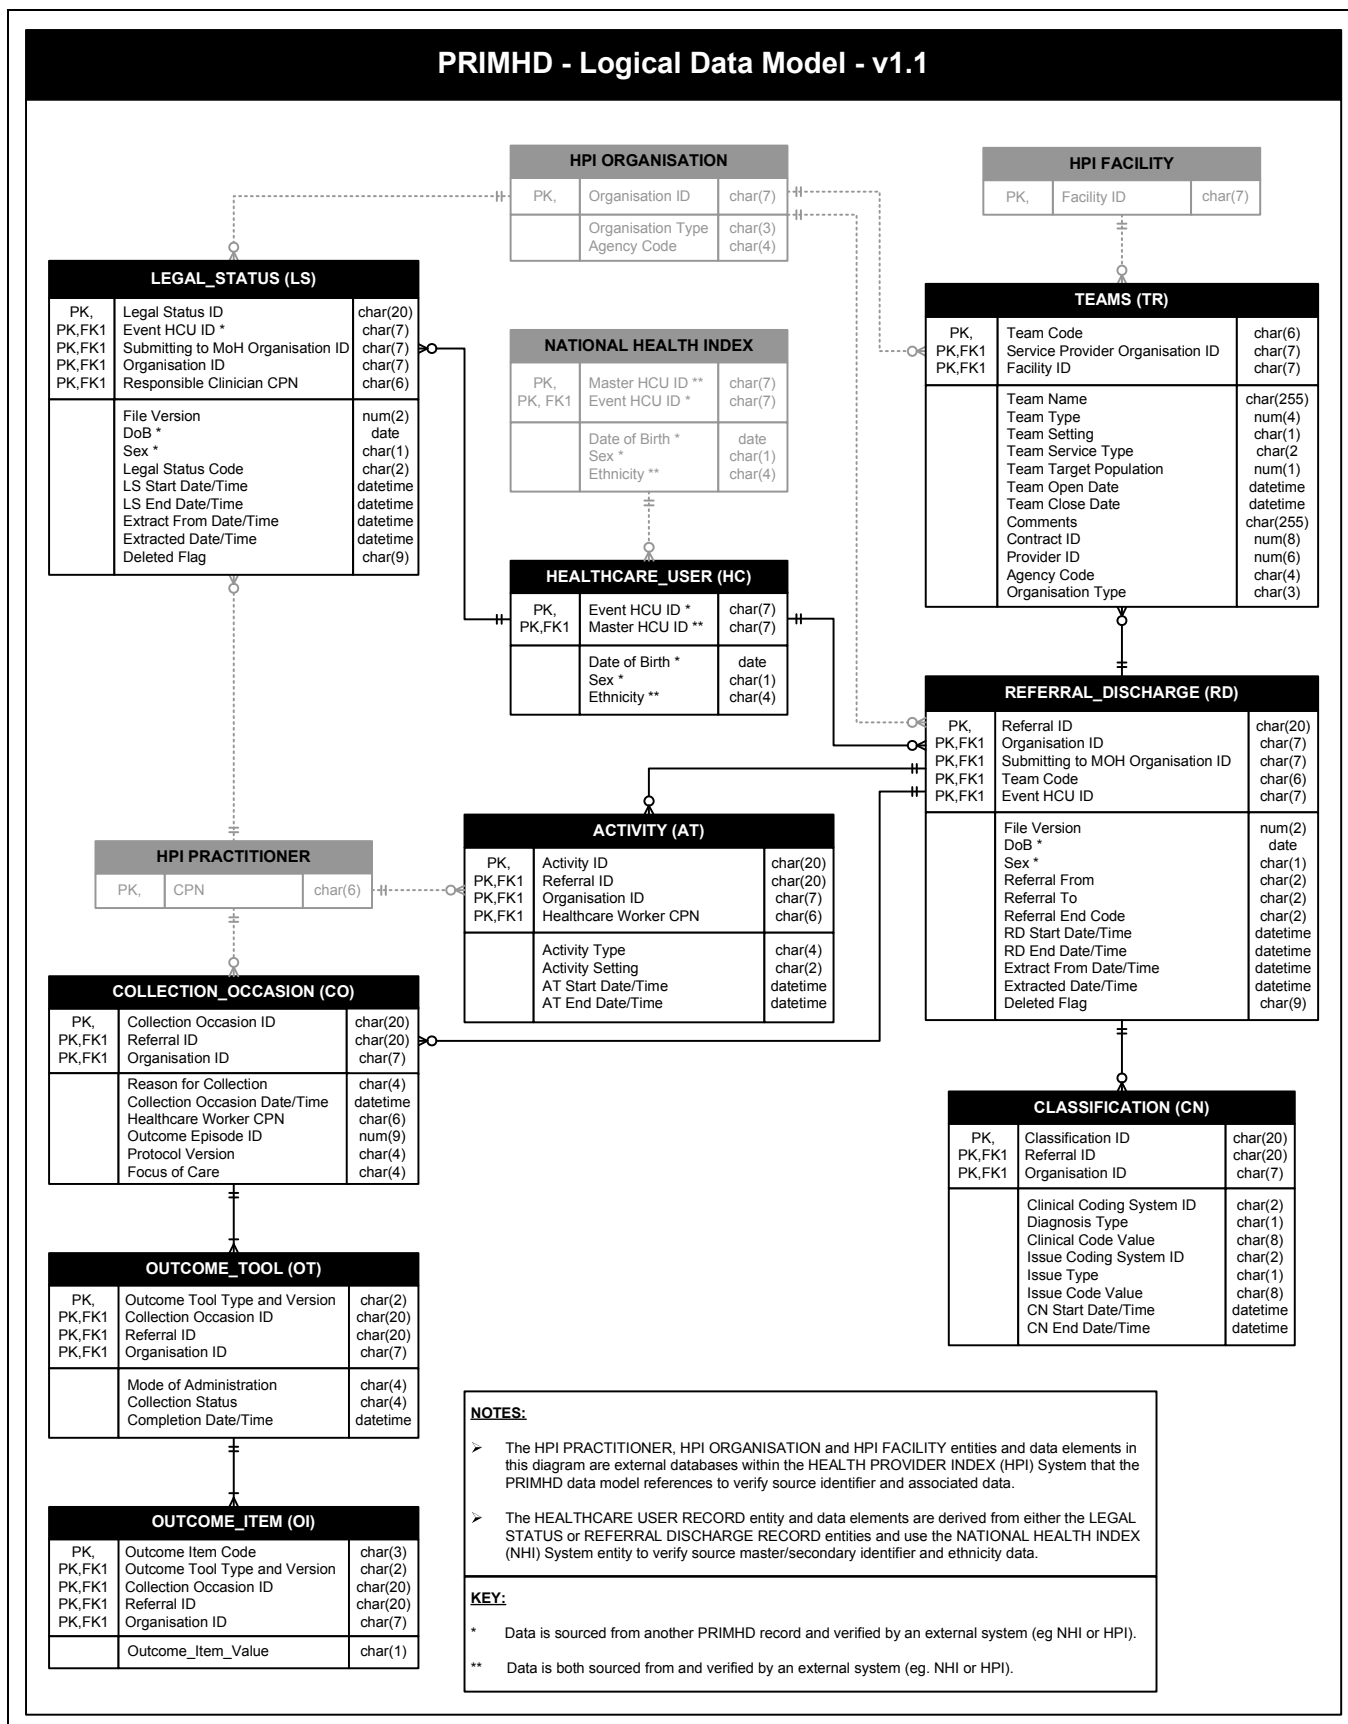 PRIMHD - Logical Data Model - v1.1
HPI ORGANISATION
PK, Organisation ID char(7)
Organisation Type char(3)
Agency Code char(4)
HPI FACILITY
PK, Facility ID char(7)
LEGAL_STATUS (LS)
PK, Legal Status ID char(20)
PK,FK1 Event HCU ID * char(7)
PK,FK1 Submitting to MoH Organisation ID char(7)
PK,FK1 Organisation ID char(7)
PK,FK1 Responsible Clinician CPN char(6)
File Version num(2)
DoB * date
Sex * char(1)
Legal Status Code char(2)
LS Start Date/Time datetime
LS End Date/Time datetime
Extract From Date/Time datetime
Extracted Date/Time datetime
Deleted Flag char(9)
NATIONAL HEALTH INDEX
PK, Master HCU ID ** char(7)
PK, FK1 Event HCU ID * char(7)
Date of Birth * date
Sex * char(1)
Ethnicity ** char(4)
TEAMS (TR)
PK, Team Code char(6)
PK,FK1 Service Provider Organisation ID char(7)
PK,FK1 Facility ID char(7)
Team Name char(255)
Team Type num(4)
Team Setting char(1)
Team Service Type char(2
Team Target Population num(1)
Team Open Date datetime
Team Close Date datetime
Comments char(255)
Contract ID num(8)
Provider ID num(6)
Agency Code char(4)
Organisation Type char(3)
HEALTHCARE_USER (HC)
PK, Event HCU ID * char(7)
PK,FK1 Master HCU ID ** char(7)
Date of Birth * date
Sex * char(1)
Ethnicity ** char(4)
REFERRAL_DISCHARGE (RD)
PK, Referral ID char(20)
PK,FK1 Organisation ID char(7)
PK,FK1 Submitting to MOH Organisation ID char(7)
PK,FK1 Team Code char(6)
PK,FK1 Event HCU ID char(7)
File Version num(2)
DoB * date
Sex * char(1)
Referral From char(2)
Referral To char(2)
Referral End Code char(2)
RD Start Date/Time datetime
RD End Date/Time datetime
Extract From Date/Time datetime
Extracted Date/Time datetime
Deleted Flag char(9)
HPI PRACTITIONER
PK, CPN char(6)
ACTIVITY (AT)
PK, Activity ID char(20)
PK,FK1 Referral ID char(20)
PK,FK1 Organisation ID char(7)
PK,FK1 Healthcare Worker CPN char(6)
Activity Type char(4)
Activity Setting char(2)
AT Start Date/Time datetime
AT End Date/Time datetime
COLLECTION_OCCASION (CO)
PK, Collection Occasion ID char(20)
PK,FK1 Referral ID char(20)
PK,FK1 Organisation ID char(7)
Reason for Collection char(4)
Collection Occasion Date/Time datetime
Healthcare Worker CPN char(6)
Outcome Episode ID num(9)
Protocol Version char(4)
Focus of Care char(4)
CLASSIFICATION (CN)
PK, Classification ID char(20)
PK,FK1 Referral ID char(20)
PK,FK1 Organisation ID char(7)
Clinical Coding System ID char(2)
Diagnosis Type char(1)
Clinical Code Value char(8)
Issue Coding System ID char(2)
Issue Type char(1)
Issue Code Value char(8)
CN Start Date/Time datetime
CN End Date/Time datetime
OUTCOME_TOOL (OT)
PK, Outcome Tool Type and Version char(2)
PK,FK1 Collection Occasion ID char(20)
PK,FK1 Referral ID char(20)
PK,FK1 Organisation ID char(7)
Mode of Administration char(4)
Collection Status char(4)
Completion Date/Time datetime
OUTCOME_ITEM (OI)
PK, Outcome Item Code char(3)
PK,FK1 Outcome Tool Type and Version char(2)
PK,FK1 Collection Occasion ID char(20)
PK,FK1 Referral ID char(20)
PK,FK1 Organisation ID char(7)
Outcome_Item_Value char(1)
NOTES:
➢ The HPI PRACTITIONER, HPI ORGANISATION and HPI FACILITY entities and data elements in
this diagram are external databases within the HEALTH PROVIDER INDEX (HPI) System that the
PRIMHD data model references to verify source identifier and associated data.
➢ The HEALTHCARE USER RECORD entity and data elements are derived from either the LEGAL
STATUS or REFERRAL DISCHARGE RECORD entities and use the NATIONAL HEALTH INDEX
(NHI) System entity to verify source master/secondary identifier and ethnicity data.
KEY:
* Data is sourced from another PRIMHD record and verified by an external system (eg NHI or HPI).
** Data is both sourced from and verified by an external system (eg. NHI or HPI).